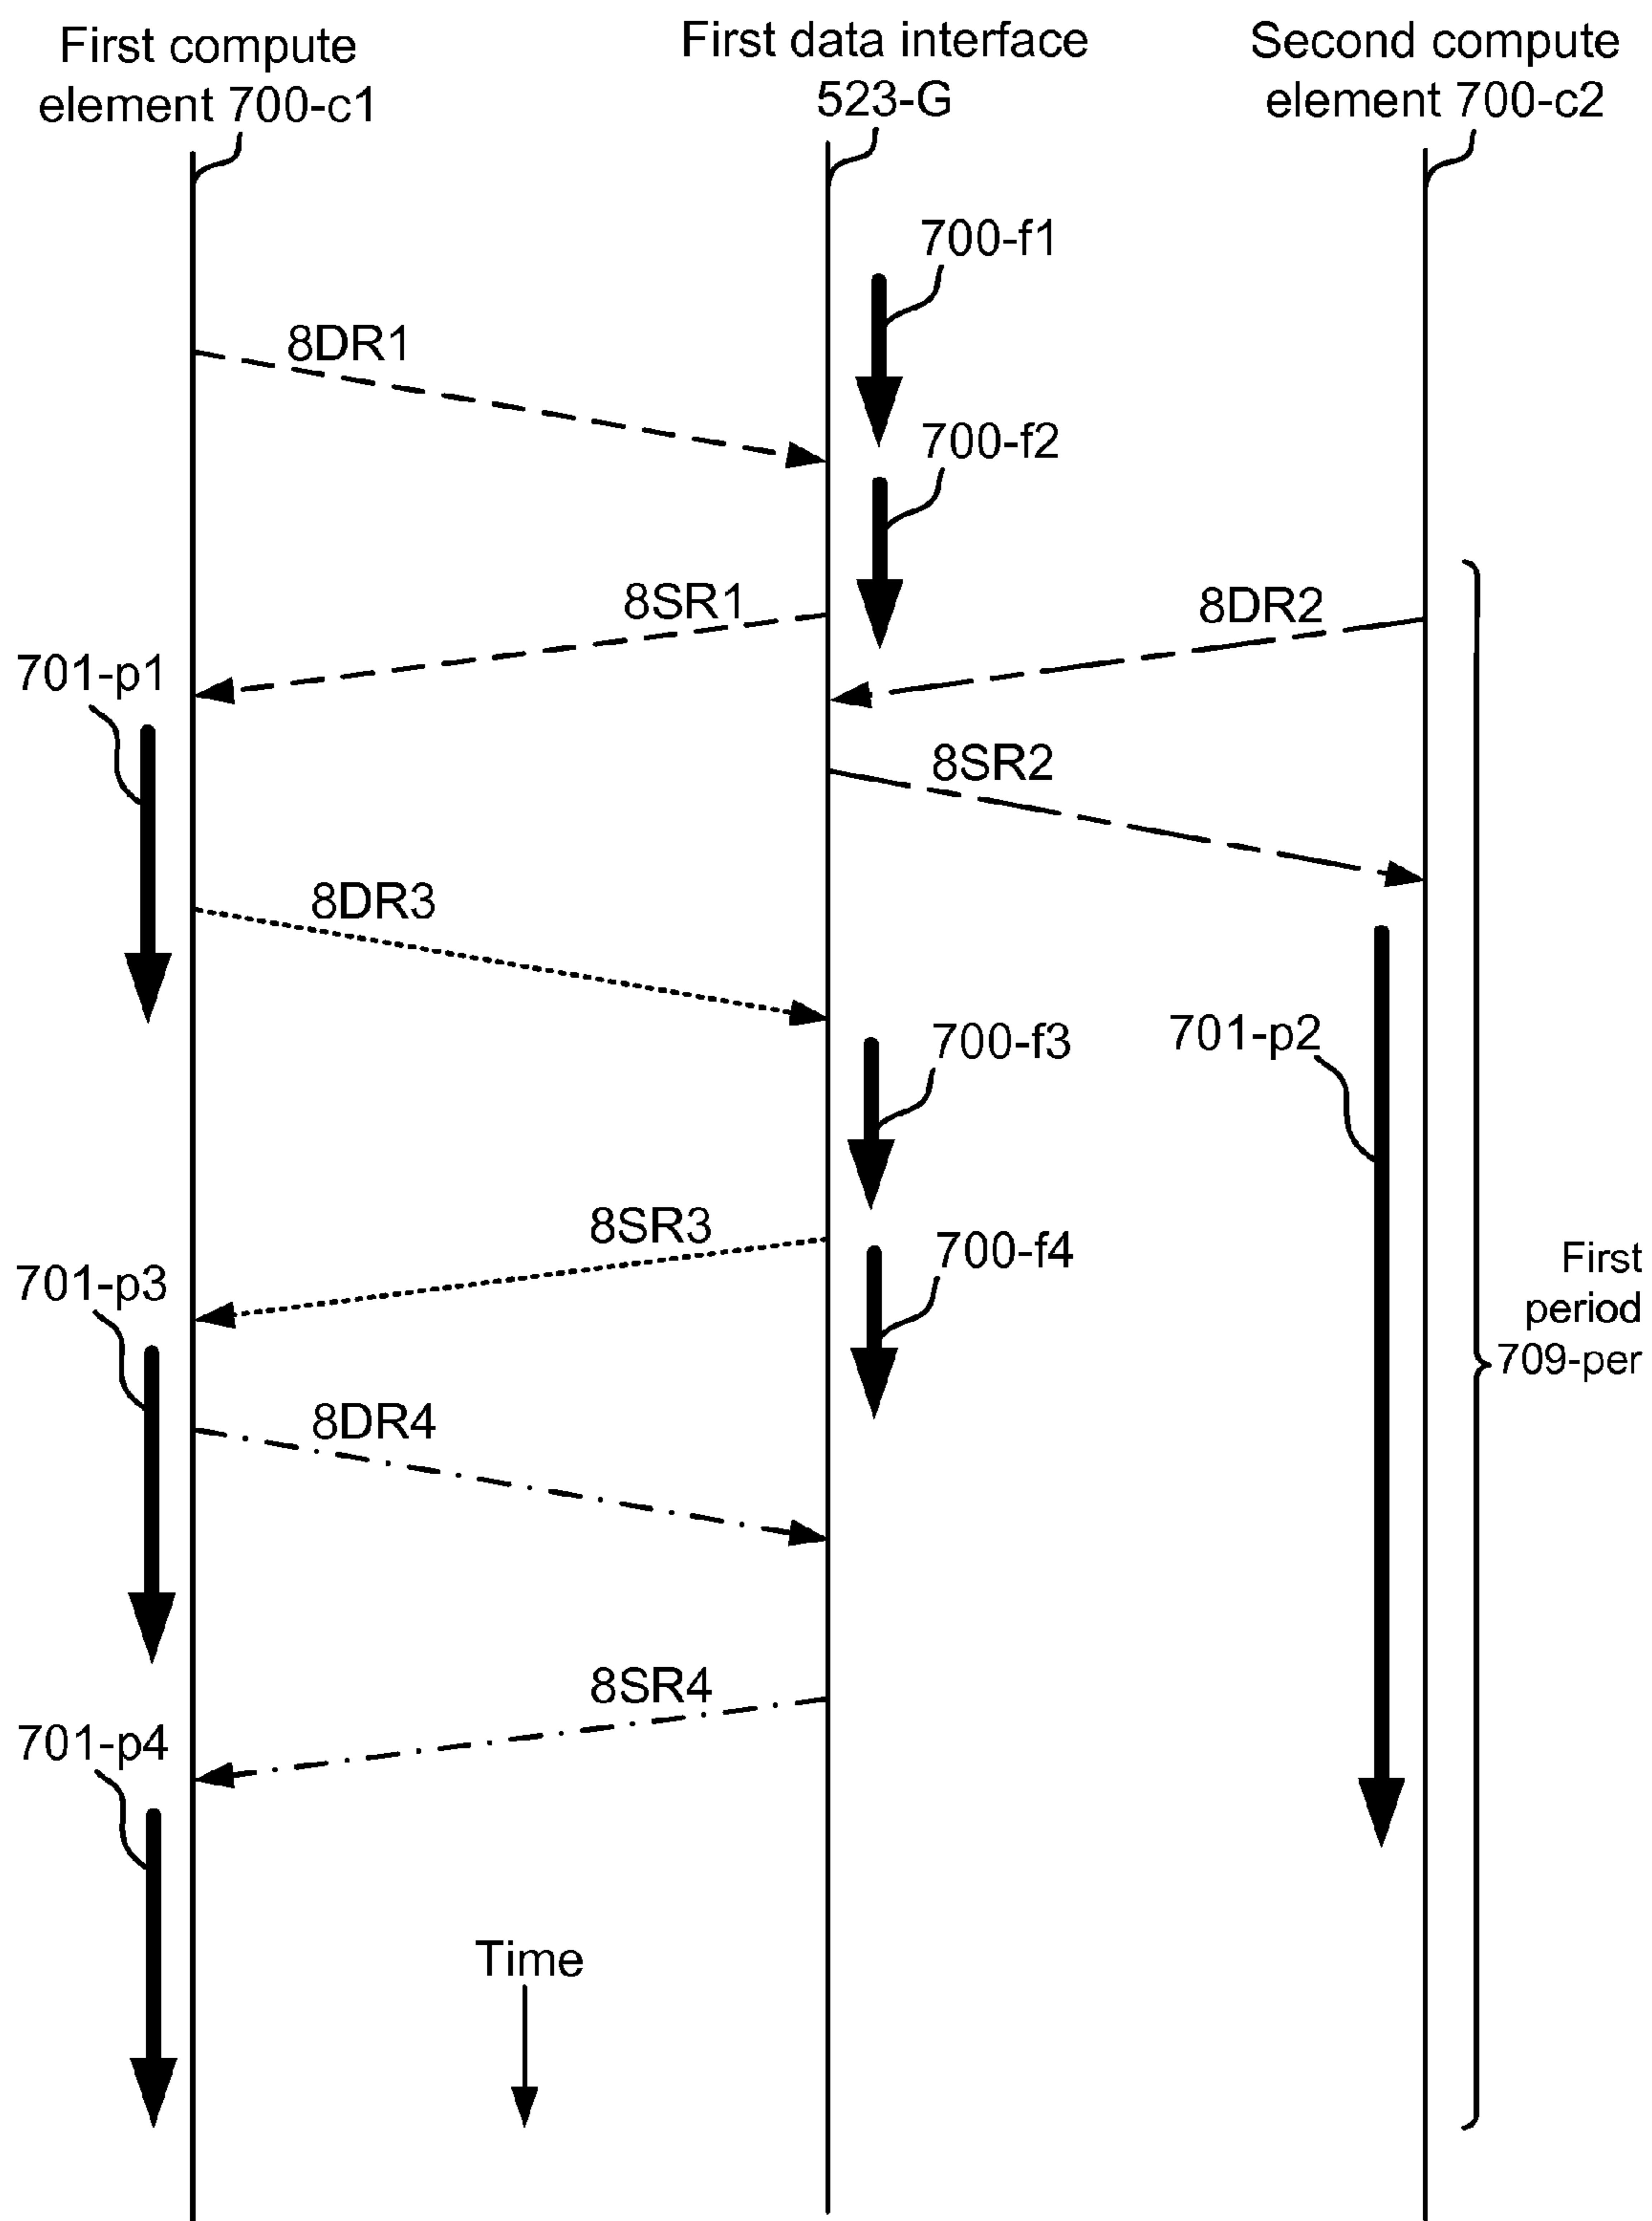 First compute
element 700-c1
First data interface
523-G
Second compute
element 700-c2
700-f1
8DR1
700-f2
8SR1
8DR2
701-p1
8SR2
8DR3
700-f3
701-p2
8SR3
700-f4
First
period
709-per
701-p3
8DR4
8SR4
701-p4
Time